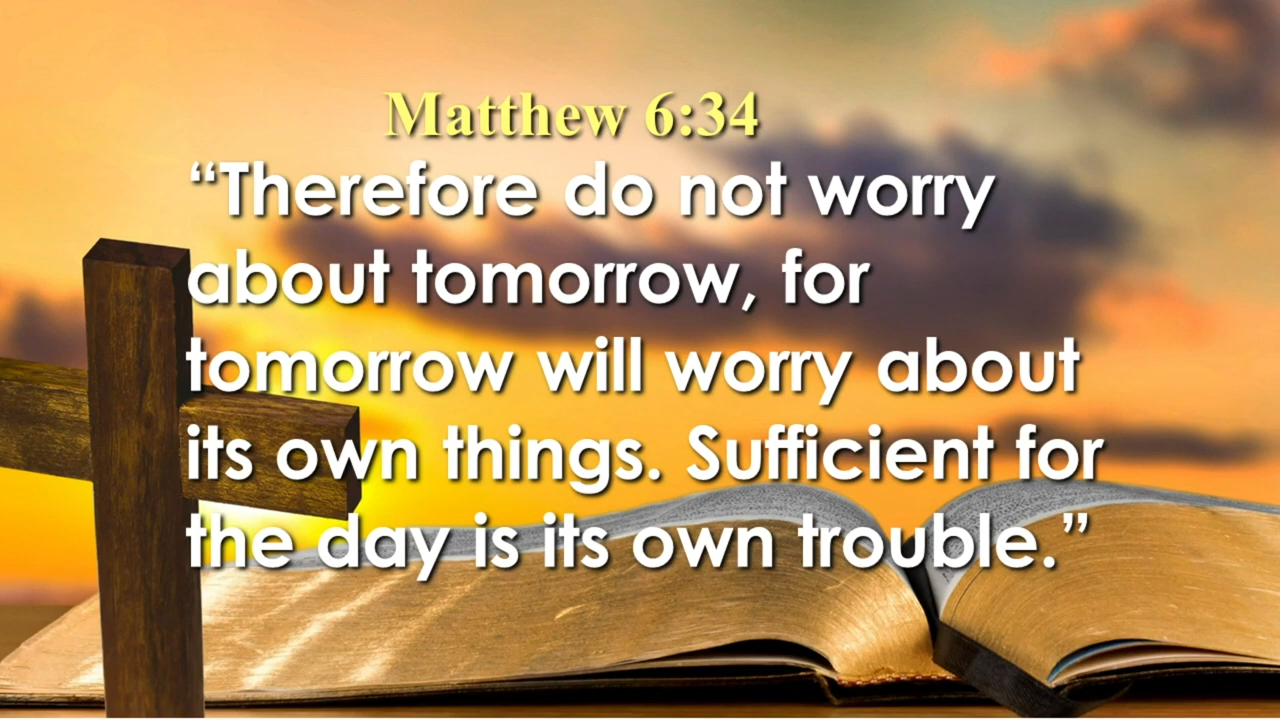 Matthew 6:34
“Therefore do not worry
about tomorrow, for
tomorrow will worry about
its own things. Sufficient for
the day is its own trouble.”